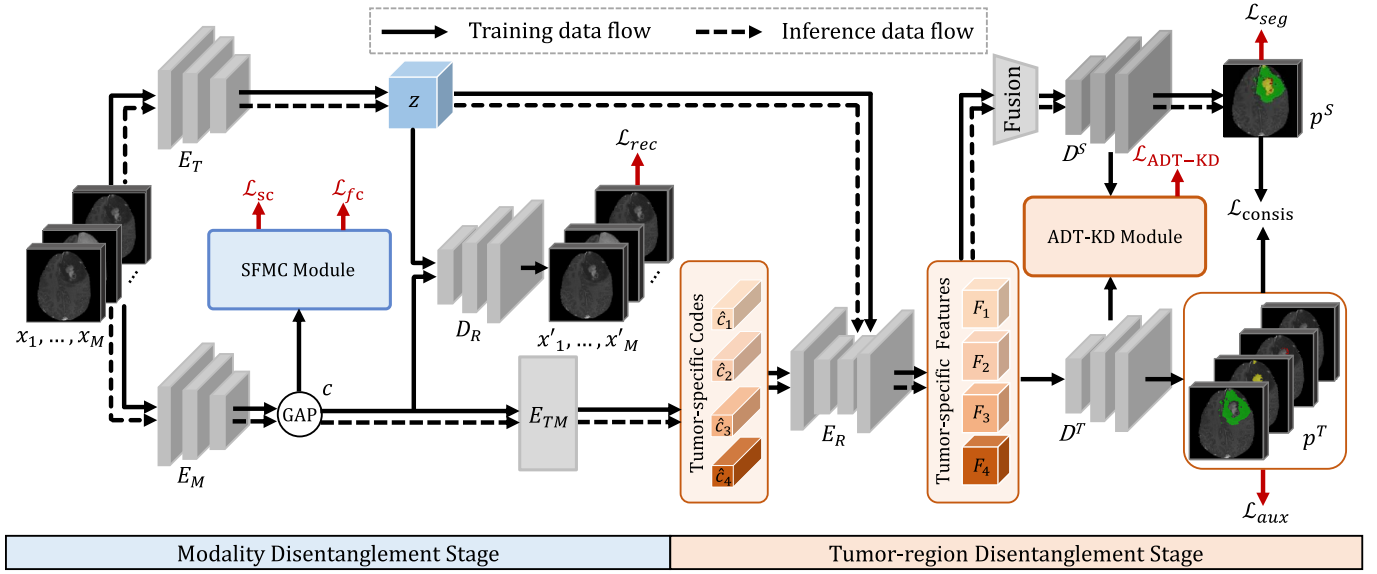 Training data flow
Inference data flow
E_T
z
L_rec
L_sc
L_fc
SFMC Module
x_1, ..., x_M
...
D_R
x'_1, ..., x'_M
...
c
GAP
E_M
E_TM
Tumor-specific Codes
ĉ_1
ĉ_2
ĉ_3
ĉ_4
E_R
Tumor-specific Features
F_1
F_2
F_3
F_4
Fusion
D^S
L_seg
p^S
L_ADT-KD
ADT-KD Module
L_consis
D^T
p^T
L_aux
Modality Disentanglement Stage
Tumor-region Disentanglement Stage